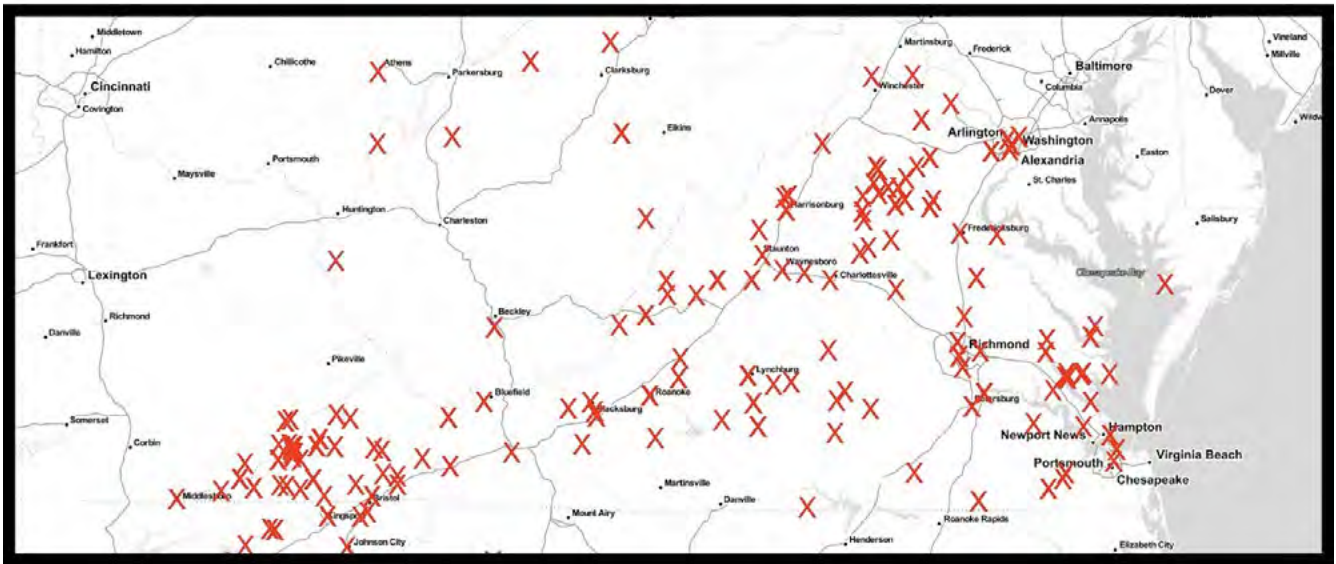 Middletown
Hamilton
Cincinnati
Covington
Chillicothe
Athens
Parkersburg
Clarksburg
Martinsburg
Frederick
Winchester
Baltimore
Columbia
Vineland
Millville
Dover
Annapolis
Elkins
Arlington
Washington
Alexandria
Easton
St. Charles
Portsmouth
Maysville
Huntington
Charleston
Harrisonburg
Salisbury
Fredericksburg
Frankfort
Lexington
Staunton
Waynesboro
Charlottesville
Chesapeake Bay
Richmond
Danville
Beckley
Pikeville
Richmond
Lynchburg
Bluefield
Roanoke
Blacksburg
Petersburg
Somerset
Corbin
Newport News
Hampton
Virginia Beach
Portsmouth
Chesapeake
Middlesboro
Bristol
Martinsville
Danville
Mount Airy
Roanoke Rapids
Johnson City
Henderson
Elizabeth City